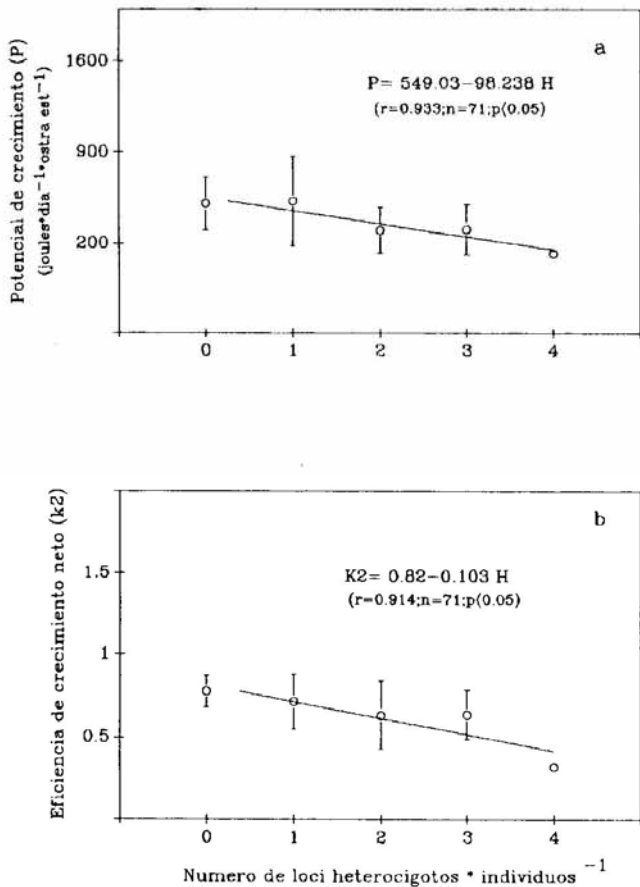 Potencial de crecimiento (P)
(joules*dia⁻¹*ostra est⁻¹)
a
P= 549.03-98.238 H
(r=0.933;n=71;p(0.05)
1600
900
200
0 1 2 3 4
Eficiencia de crecimiento neto (k2)
b
K2= 0.82-0.103 H
(r=0.914;n=71;p(0.05)
1.5
1
0.5
0 1 2 3 4
Numero de loci heterocigotos * individuos ⁻¹